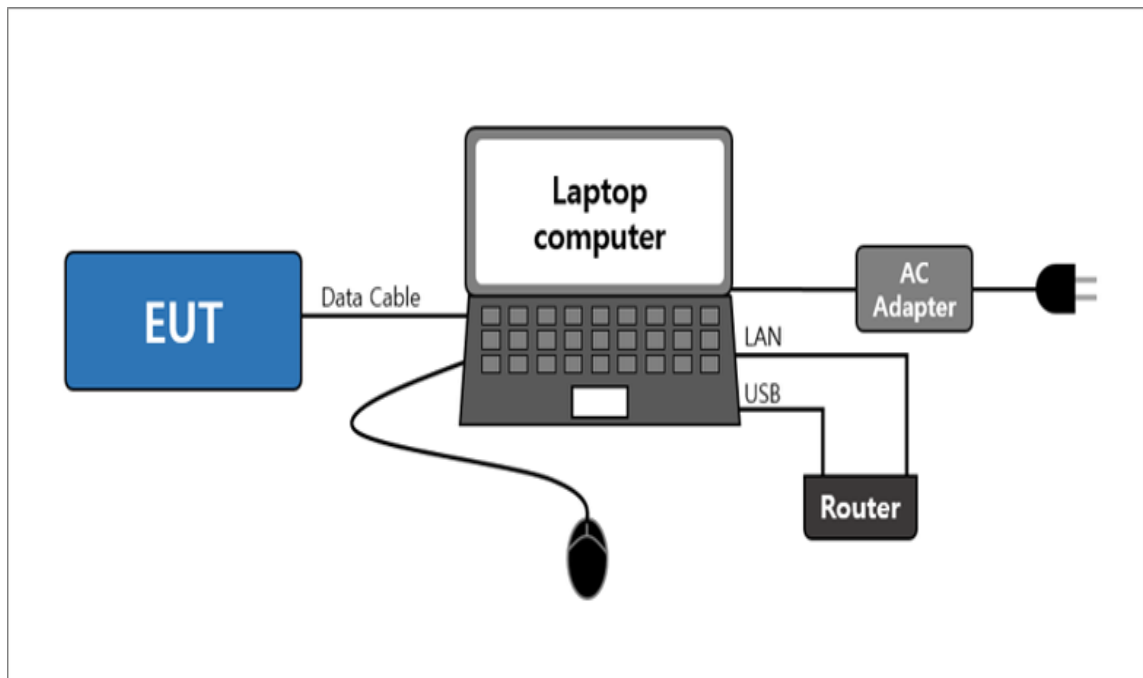 Laptop
computer
EUT
Data Cable
AC
Adapter
LAN
USB
Router